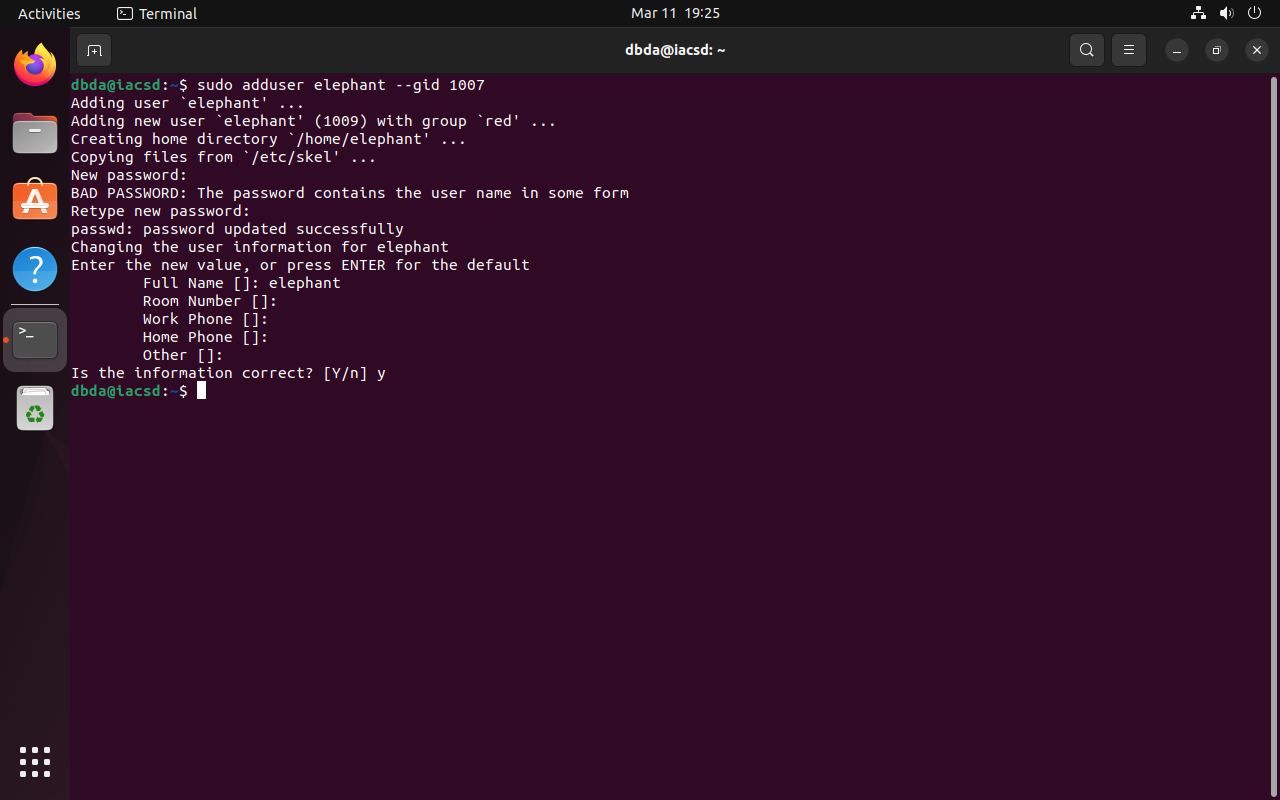 Activities
Terminal
Mar 11 19:25
dbda@iacsd: ~
dbda@iacsd:~$ sudo adduser elephant --gid 1007
Adding user `elephant' ...
Adding new user `elephant' (1009) with group `red' ...
Creating home directory `/home/elephant' ...
Copying files from `/etc/skel' ...
New password:
BAD PASSWORD: The password contains the user name in some form
Retype new password:
passwd: password updated successfully
Changing the user information for elephant
Enter the new value, or press ENTER for the default
Full Name []: elephant
Room Number []:
Work Phone []:
Home Phone []:
Other []:
Is the information correct? [Y/n] y
dbda@iacsd:~$